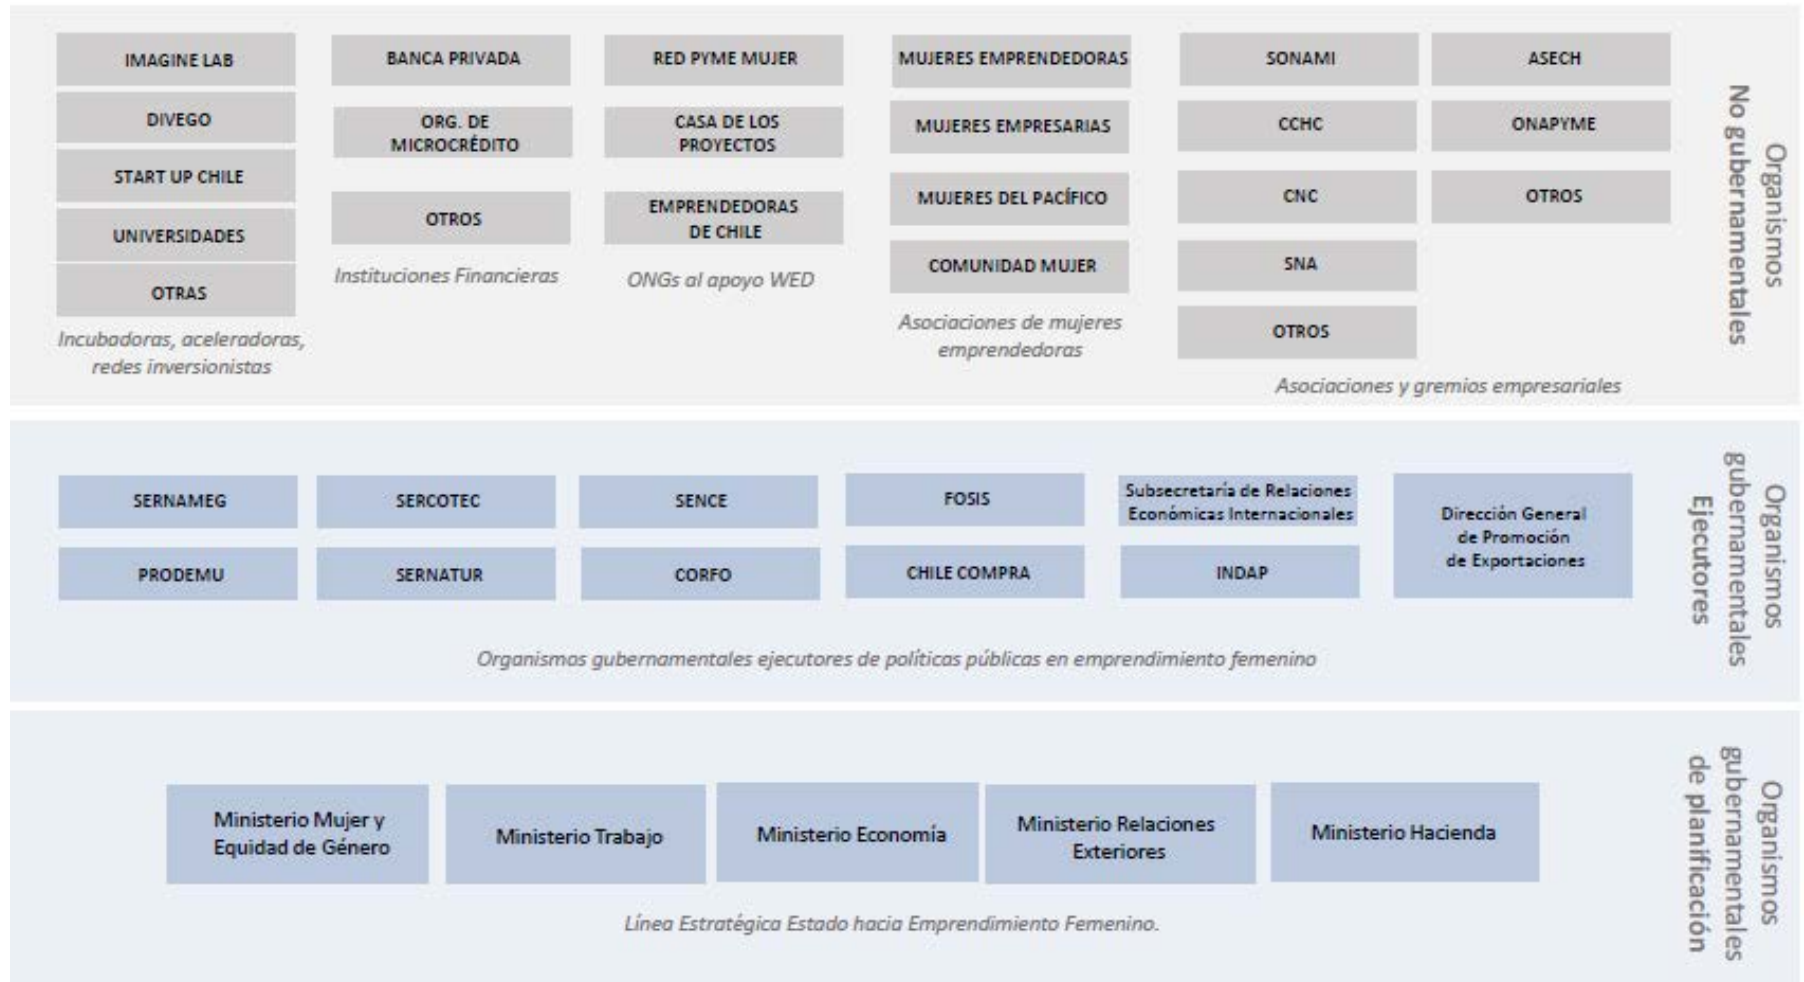 IMAGINE LAB
DIVEGO
START UP CHILE
UNIVERSIDADES
OTRAS
Incubadoras, aceleradoras,
redes inversionistas
BANCA PRIVADA
ORG. DE
MICROCRÉDITO
OTROS
Instituciones Financieras
RED PYME MUJER
CASA DE LOS
PROYECTOS
EMPRENDEDORAS
DE CHILE
ONGs al apoyo WED
MUJERES EMPRENDEDORAS
MUJERES EMPRESARIAS
MUJERES DEL PACÍFICO
COMUNIDAD MUJER
Asociaciones de mujeres
emprendedoras
SONAMI
CCHC
CNC
SNA
OTROS
ASECH
ONAPYME
OTROS
Asociaciones y gremios empresariales
Organismos
No gubernamentales
SERNAMEG
SERCOTEC
SENCE
FOSIS
Subsecretaría de Relaciones
Económicas Internacionales
Dirección General
de Promoción
de Exportaciones
PRODEMU
SERNATUR
CORFO
CHILE COMPRA
INDAP
Organismos gubernamentales ejecutores de políticas públicas en emprendimiento femenino
Organismos
gubernamentales
Ejecutores
Ministerio Mujer y
Equidad de Género
Ministerio Trabajo
Ministerio Economía
Ministerio Relaciones
Exteriores
Ministerio Hacienda
Línea Estratégica Estado hacia Emprendimiento Femenino.
Organismos
gubernamentales
de planificación